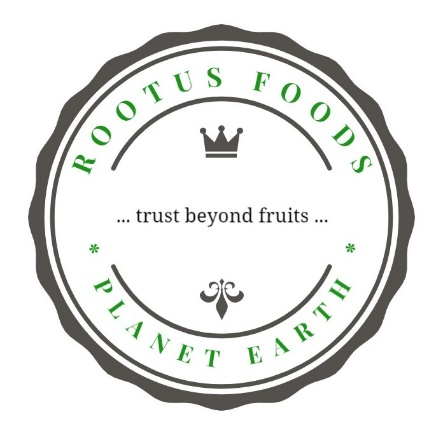 ROOTUS FOODS
... trust beyond fruits ...
* PLANET EARTH *